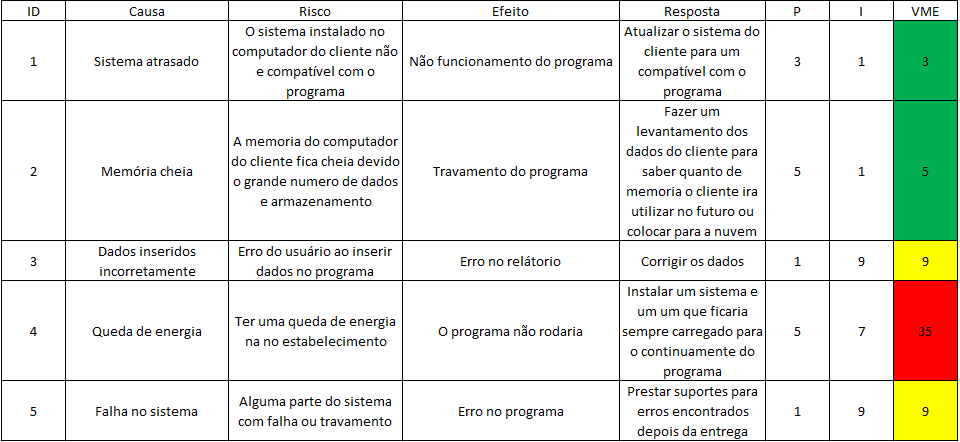 ID Causa Risco Efeito Resposta P I VME
1 Sistema atrasado
O sistema instalado no
computador do cliente não
e compatível com o
programa
Não funcionamento do programa
Atualizar o sistema do
cliente para um
compatível com o
programa
3 1 3
2 Memória cheia
A memoria do computador
do cliente fica cheia devido
o grande numero de dados
e armazenamento
Travamento do programa
Fazer um
levantamento dos
dados do cliente para
saber quanto de
memoria o cliente ira
utilizar no futuro ou
colocar para a nuvem
5 1 5
3
Dados inseridos
incorretamente
Erro do usuário ao inserir
dados no programa
Erro no relátorio
Corrigir os dados
1 9 9
4 Queda de energia
Ter uma queda de energia
na no estabelecimento
O programa não rodaria
Instalar um sistema e
um um que ficaria
sempre carregado para
o continuamente do
programa
5 7 35
5 Falha no sistema
Alguma parte do sistema
com falha ou travamento
Erro no programa
Prestar suportes para
erros encontrados
depois da entrega
1 9 9